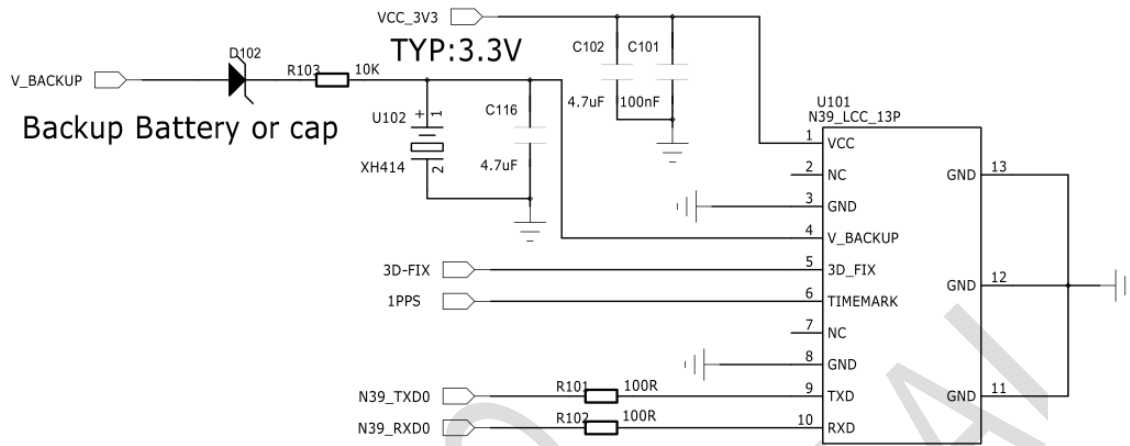 VCC_3V3
TYP:3.3V
C102
C101
D102
R103
10K
V_BACKUP
4.7uF
100nF
U101
N39_LCC_13P
Backup Battery or cap
U102
+
1
C116
XH414
2
4.7uF
1
VCC
2
NC
GND
13
3
GND
4
V_BACKUP
3D-FIX
5
3D_FIX
GND
12
1PPS
6
TIMEMARK
7
NC
8
GND
N39_TXD0
R101
100R
9
TXD
GND
11
N39_RXD0
R102
100R
10
RXD